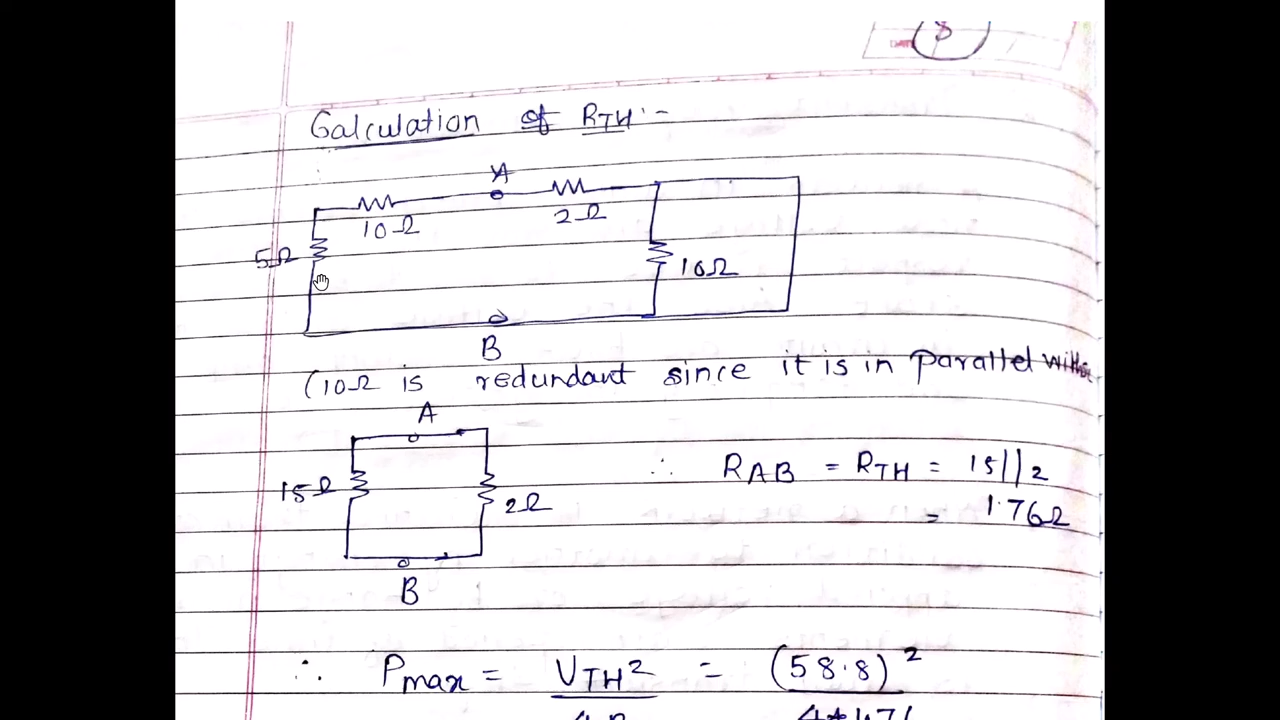 8
Calculation of RTH :-
A
10Ω
2Ω
5Ω
10Ω
B
(10Ω is redundant since it is in parallel with
A
15Ω
2Ω
B
∴ RAB = RTH = 15||2
= 1.76Ω
∴ Pmax = VTH² = (58.8)²